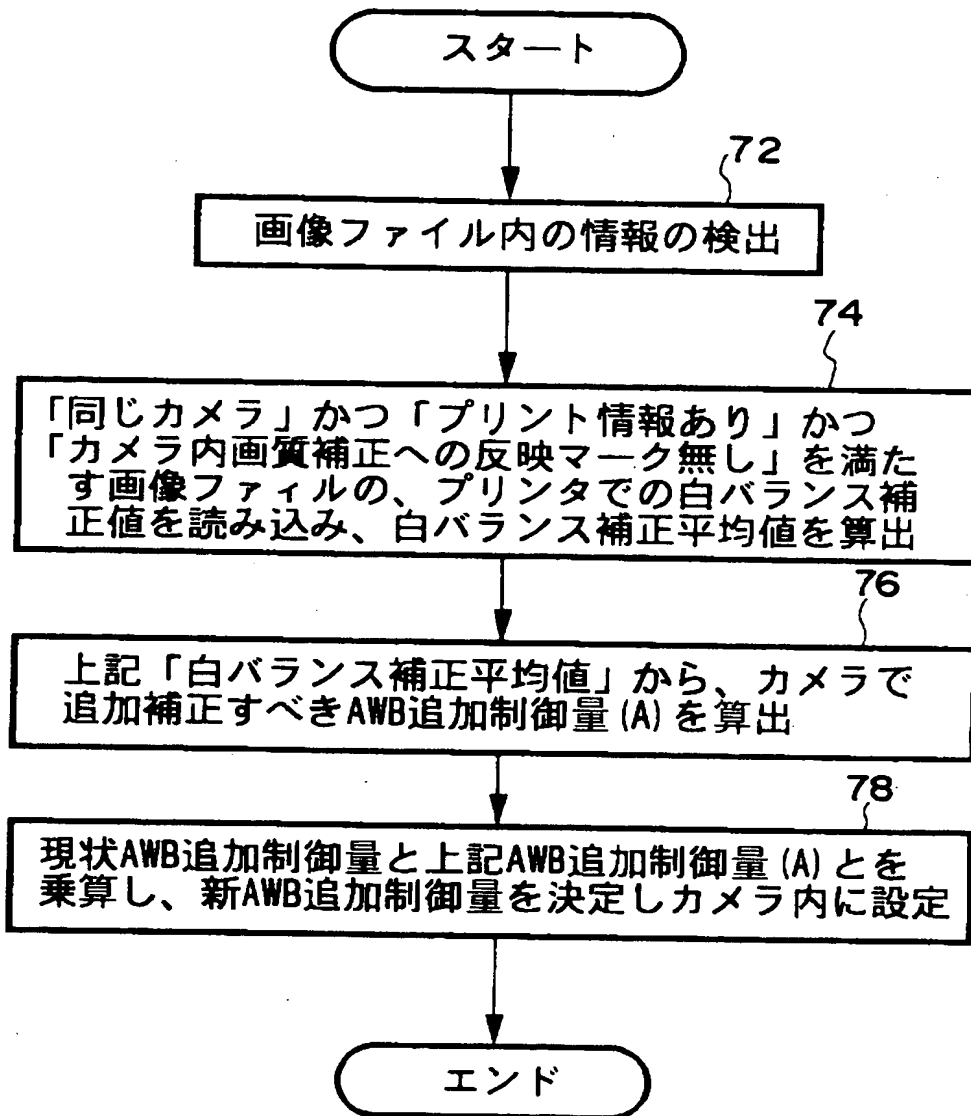 スタート
72
画像ファイル内の情報の検出
74
「同じカメラ」かつ「プリント情報あり」かつ
「カメラ内画質補正への反映マーク無し」を満た
す画像ファィルの、プリンタでの白バランス補
正値を読み込み、白バランス補正平均値を算出
76
上記「白バランス補正平均値」から、カメラで
追加補正すべきAWB追加制御量(A)を算出
78
現状AWB追加制御量と上記AWB追加制御量(A)とを
乗算し、新AWB追加制御量を決定しカメラ内に設定
エンド